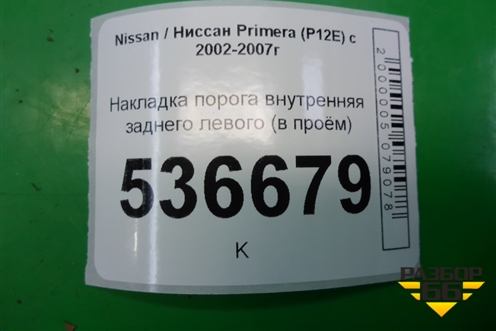 Nissan / Ниссан Primera (P12E) с
2002-2007г
Накладка порога внутренняя
заднего левого (в проём)
536679
K
2000005079078
РАЗБОР
66